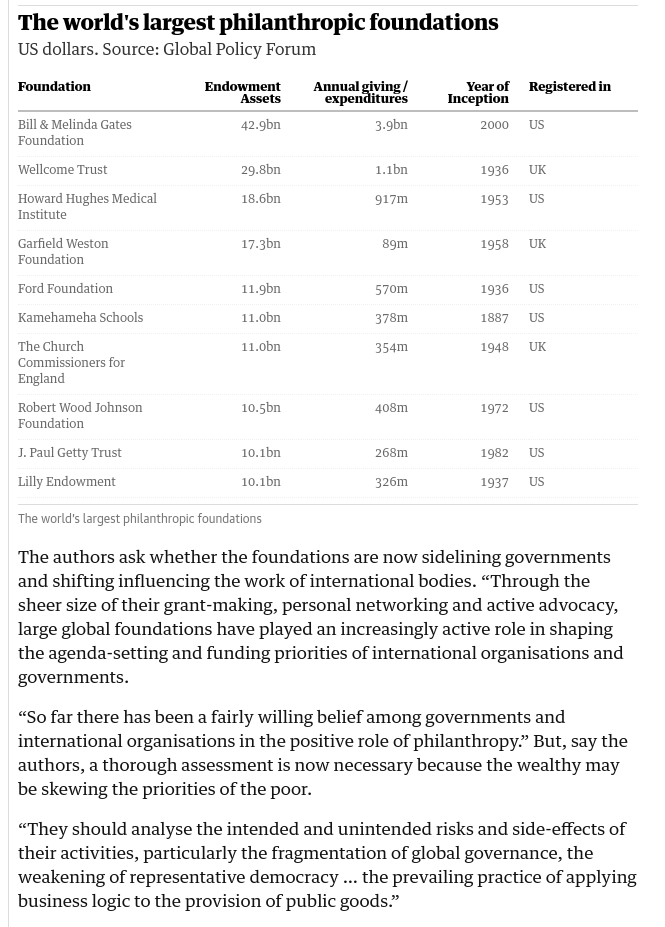 The world's largest philanthropic foundations
US dollars. Source: Global Policy Forum
Foundation Endowment Assets Annual giving / expenditures Year of Inception Registered in
Bill & Melinda Gates Foundation 42.9bn 3.9bn 2000 US
Wellcome Trust 29.8bn 1.1bn 1936 UK
Howard Hughes Medical Institute 18.6bn 917m 1953 US
Garfield Weston Foundation 17.3bn 89m 1958 UK
Ford Foundation 11.9bn 570m 1936 US
Kamehameha Schools 11.0bn 378m 1887 US
The Church Commissioners for England 11.0bn 354m 1948 UK
Robert Wood Johnson Foundation 10.5bn 408m 1972 US
J. Paul Getty Trust 10.1bn 268m 1982 US
Lilly Endowment 10.1bn 326m 1937 US
The world's largest philanthropic foundations
The authors ask whether the foundations are now sidelining governments
and shifting influencing the work of international bodies. “Through the
sheer size of their grant-making, personal networking and active advocacy,
large global foundations have played an increasingly active role in shaping
the agenda-setting and funding priorities of international organisations and
governments.
“So far there has been a fairly willing belief among governments and
international organisations in the positive role of philanthropy.” But, say the
authors, a thorough assessment is now necessary because the wealthy may
be skewing the priorities of the poor.
“They should analyse the intended and unintended risks and side-effects of
their activities, particularly the fragmentation of global governance, the
weakening of representative democracy ... the prevailing practice of applying
business logic to the provision of public goods.”